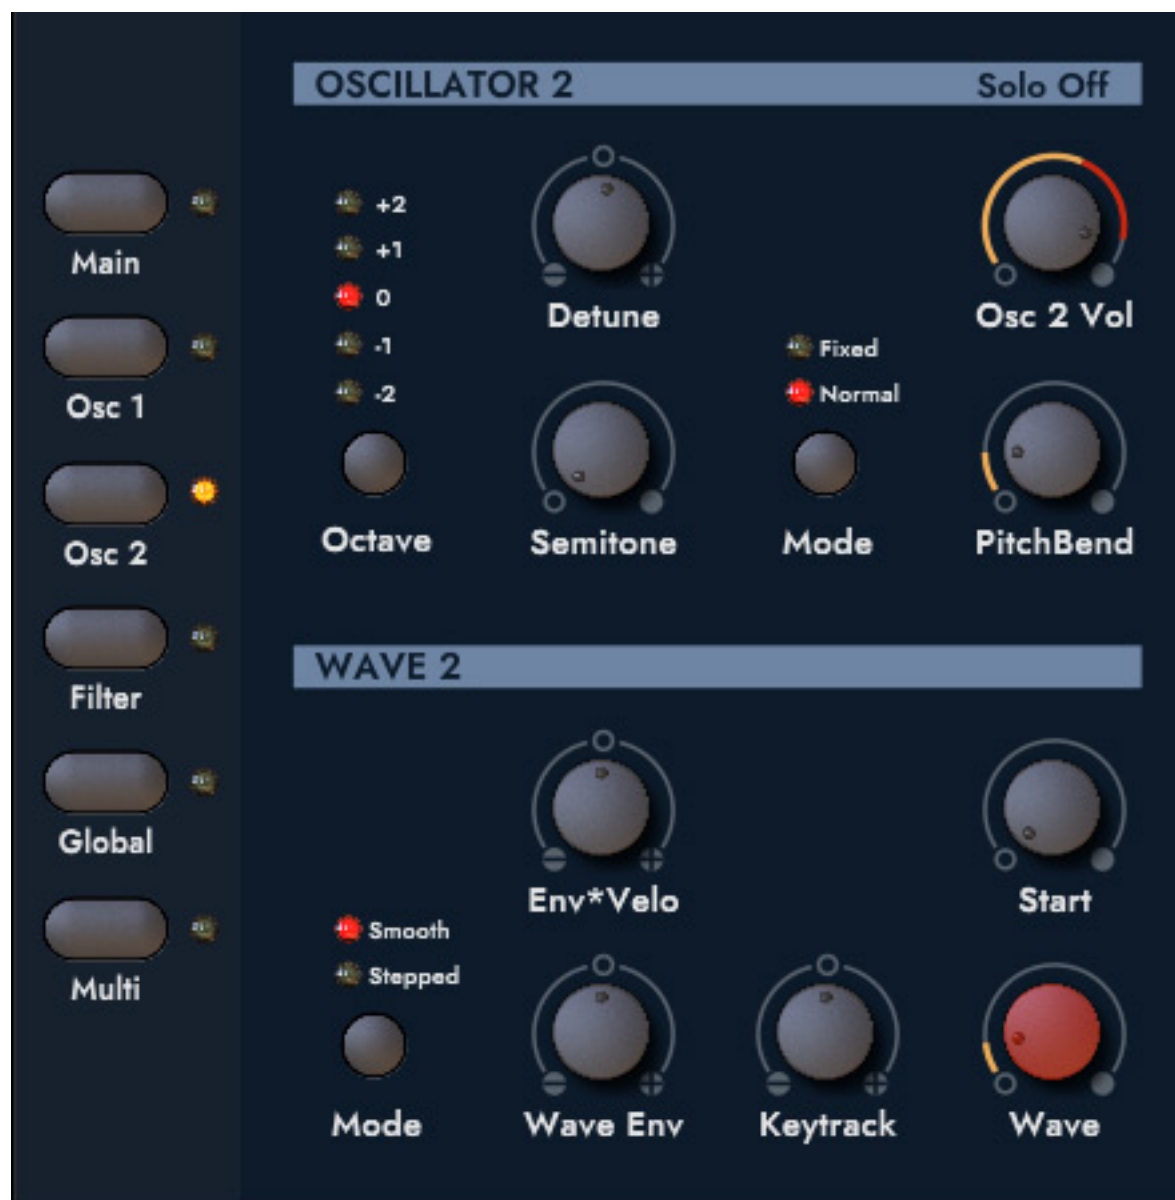 OSCILLATOR 2 Solo Off
Main
Osc 1
Osc 2
Filter
Global
Multi
+2
+1
0
-1
-2
Octave
Detune
Semitone
Fixed
Normal
Mode
Osc 2 Vol
PitchBend
WAVE 2
Env*Velo
Start
Smooth
Stepped
Mode
Wave Env
Keytrack
Wave